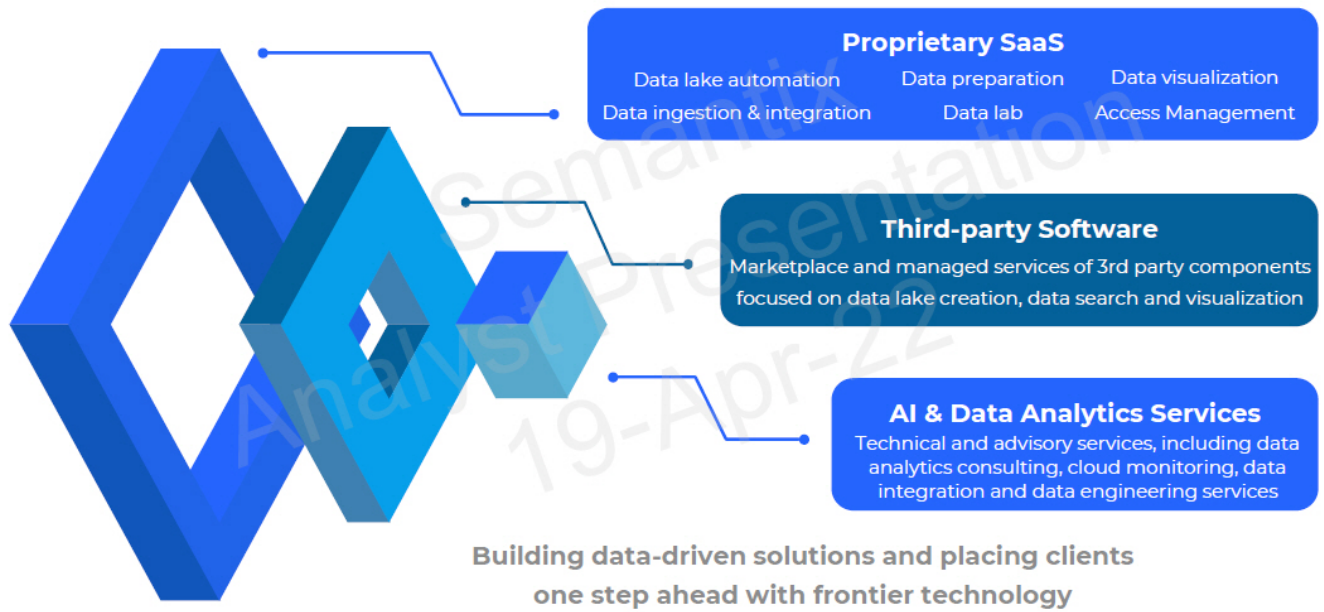 Proprietary SaaS
Data lake automation Data preparation Data visualization
Data ingestion & integration Data lab Access Management
Third-party Software
Marketplace and managed services of 3rd party components
focused on data lake creation, data search and visualization
AI & Data Analytics Services
Technical and advisory services, including data
analytics consulting, cloud monitoring, data
integration and data engineering services
Building data-driven solutions and placing clients
one step ahead with frontier technology
Semantix
Analyst Presentation
19-Apr-22